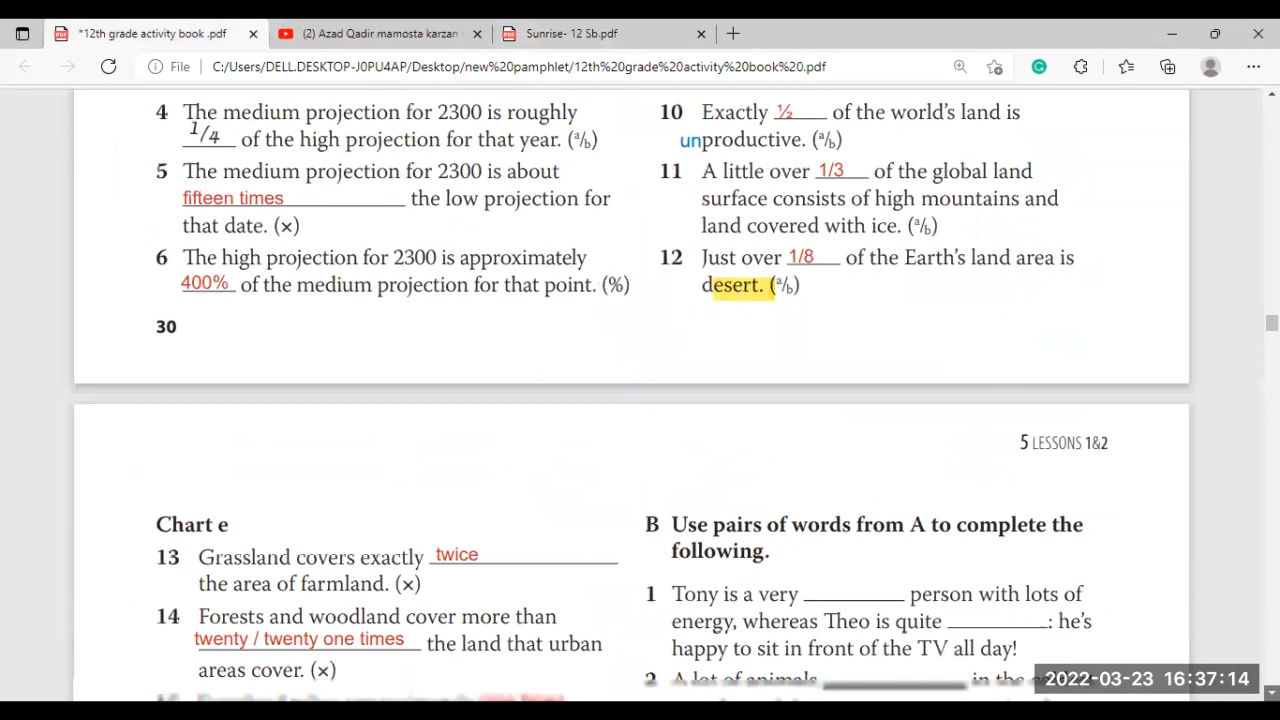 *12th grade activity book .pdf
(2) Azad Qadir mamosta karzan
Sunrise- 12 Sb.pdf
File
C:/Users/DELL.DESKTOP-J0PU4AP/Desktop/new%20pamphlet/12th%20grade%20activity%20book%20.pdf
4 The medium projection for 2300 is roughly
1/4 of the high projection for that year. (a/b)
5 The medium projection for 2300 is about
fifteen times the low projection for
that date. (×)
6 The high projection for 2300 is approximately
400% of the medium projection for that point. (%)
30
10 Exactly ½ of the world's land is
unproductive. (a/b)
11 A little over 1/3 of the global land
surface consists of high mountains and
land covered with ice. (a/b)
12 Just over 1/8 of the Earth's land area is
desert. (a/b)
5 LESSONS 1&2
Chart e
13 Grassland covers exactly twice
the area of farmland. (×)
14 Forests and woodland cover more than
twenty / twenty one times the land that urban
areas cover. (×)
B Use pairs of words from A to complete the
following.
1 Tony is a very __________ person with lots of
energy, whereas Theo is quite __________: he's
happy to sit in front of the TV all day!
2 A lot of animals ______________ in the
2022-03-23 16:37:14